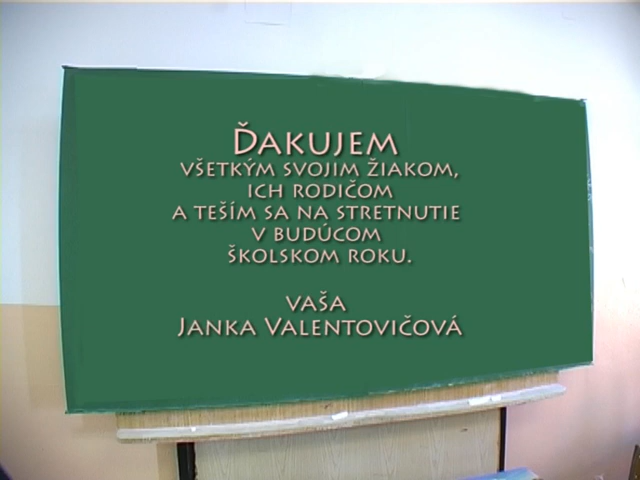 Ďakujem
všetkým svojim žiakom,
ich rodičom
a teším sa na stretnutie
v budúcom
školskom roku.
vaša
Janka Valentovičová